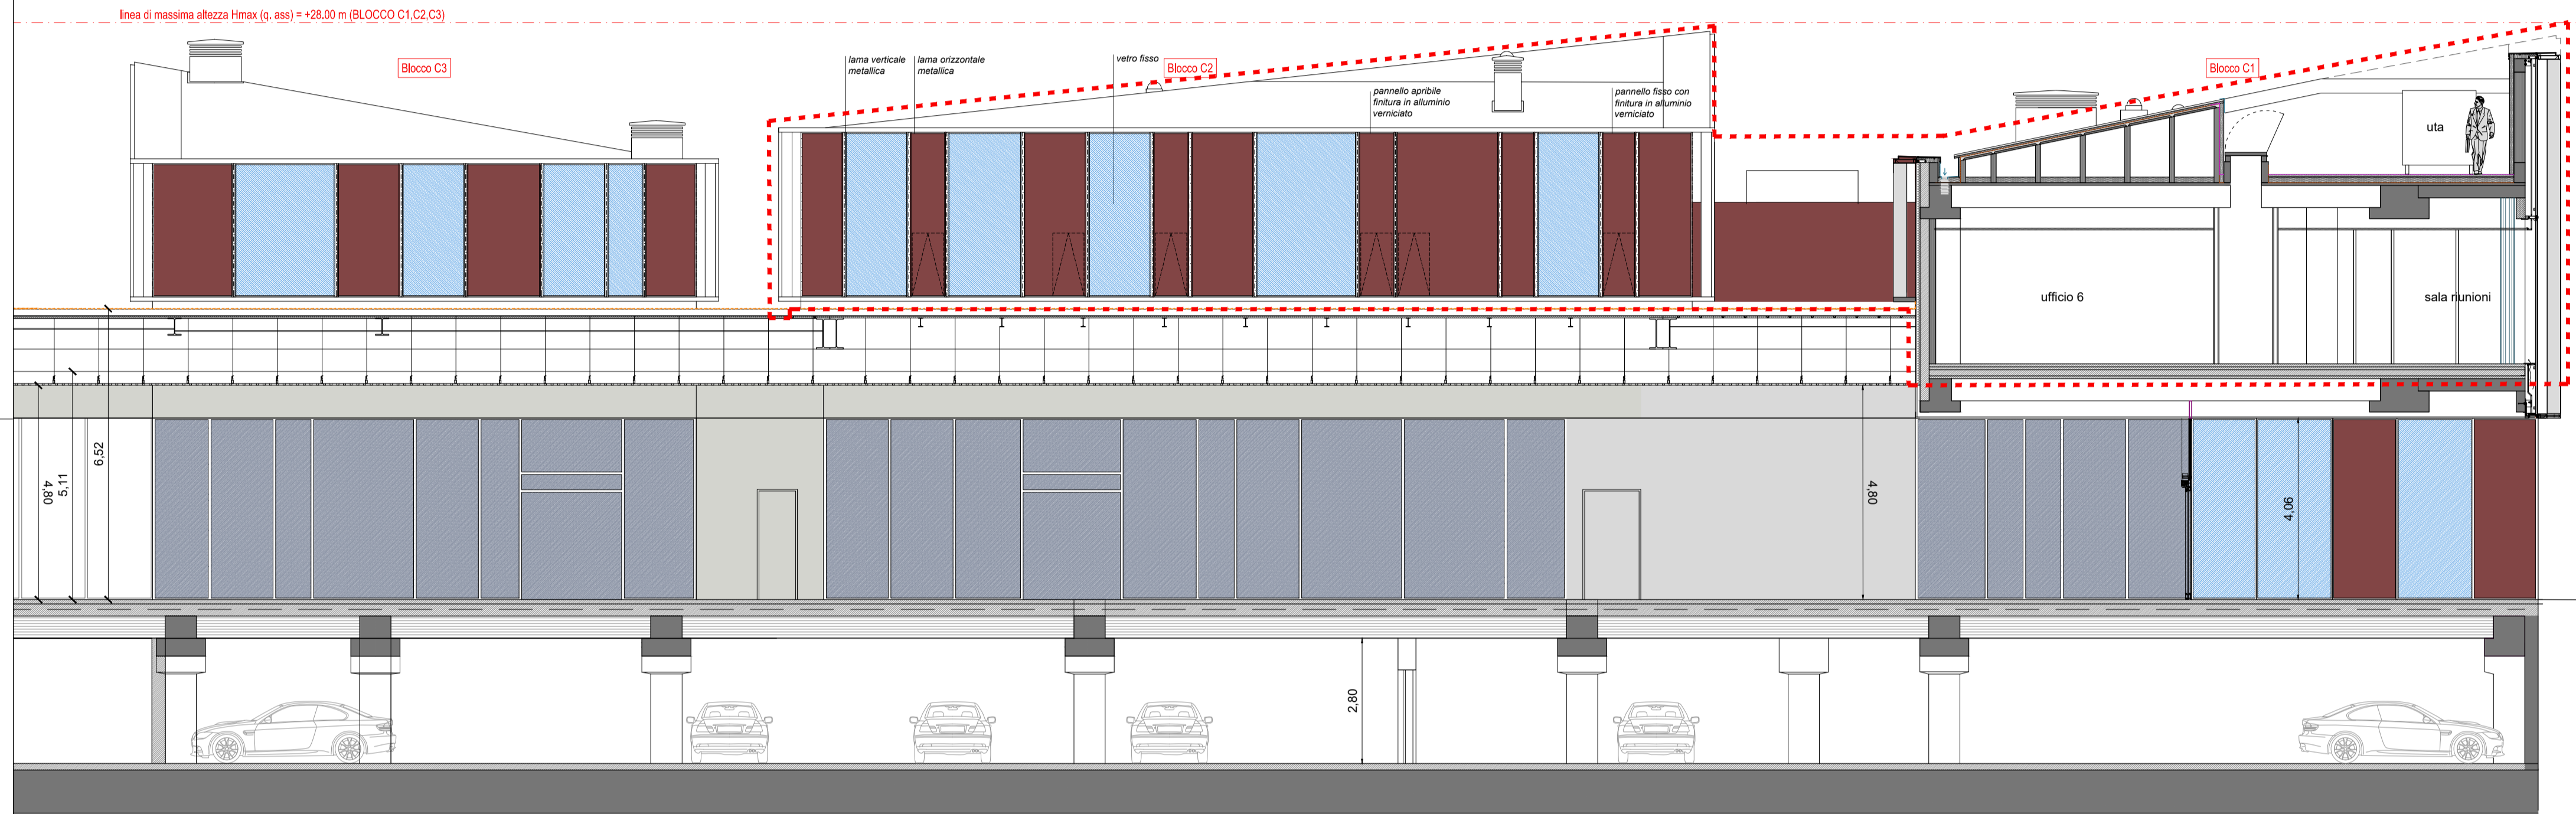 linea di massima altezza Hmax (q. ass) = +28.00 m (BLOCCO C1,C2,C3)
Blocco C3
lama verticale
metallica
lama orizzontale
metallica
vetro fisso
Blocco C2
pannello apribile
finitura in alluminio
verniciato
pannello fisso con
finitura in alluminio
verniciato
Blocco C1
uta
ufficio 6
sala riunioni
4,80
5,11
6,52
4,80
4,06
2,80